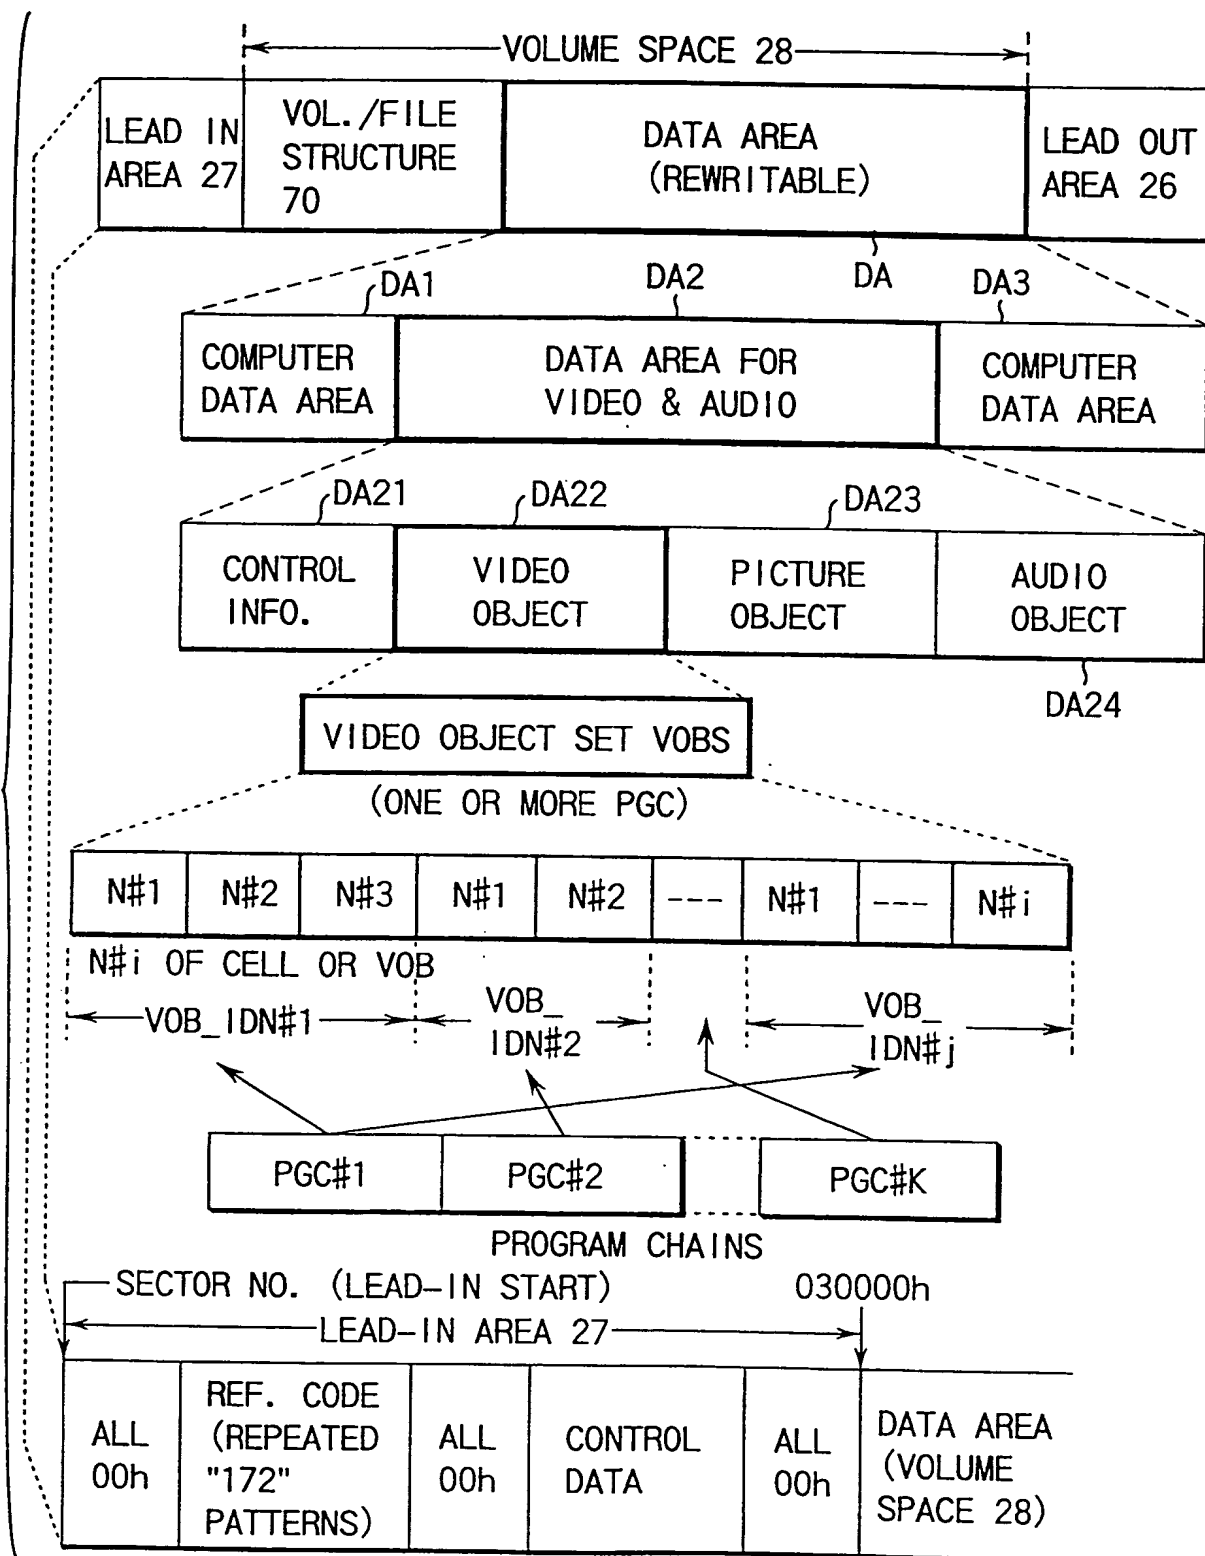 VOLUME SPACE 28
LEAD IN
AREA 27
VOL./FILE
STRUCTURE
70
DATA AREA
(REWRITABLE)
LEAD OUT
AREA 26
DA1
DA2
DA
DA3
COMPUTER
DATA AREA
DATA AREA FOR
VIDEO & AUDIO
COMPUTER
DATA AREA
DA21
DA22
DA23
CONTROL
INFO.
VIDEO
OBJECT
PICTURE
OBJECT
AUDIO
OBJECT
DA24
VIDEO OBJECT SET VOBS
(ONE OR MORE PGC)
N#1
N#2
N#3
N#1
N#2
---
N#1
---
N#i
N#i OF CELL OR VOB
VOB_IDN#1
VOB_
IDN#2
VOB_
IDN#j
PGC#1
PGC#2
PGC#K
PROGRAM CHAINS
SECTOR NO. (LEAD-IN START)
030000h
LEAD-IN AREA 27
ALL
00h
REF. CODE
(REPEATED
"172"
PATTERNS)
ALL
00h
CONTROL
DATA
ALL
00h
DATA AREA
(VOLUME
SPACE 28)